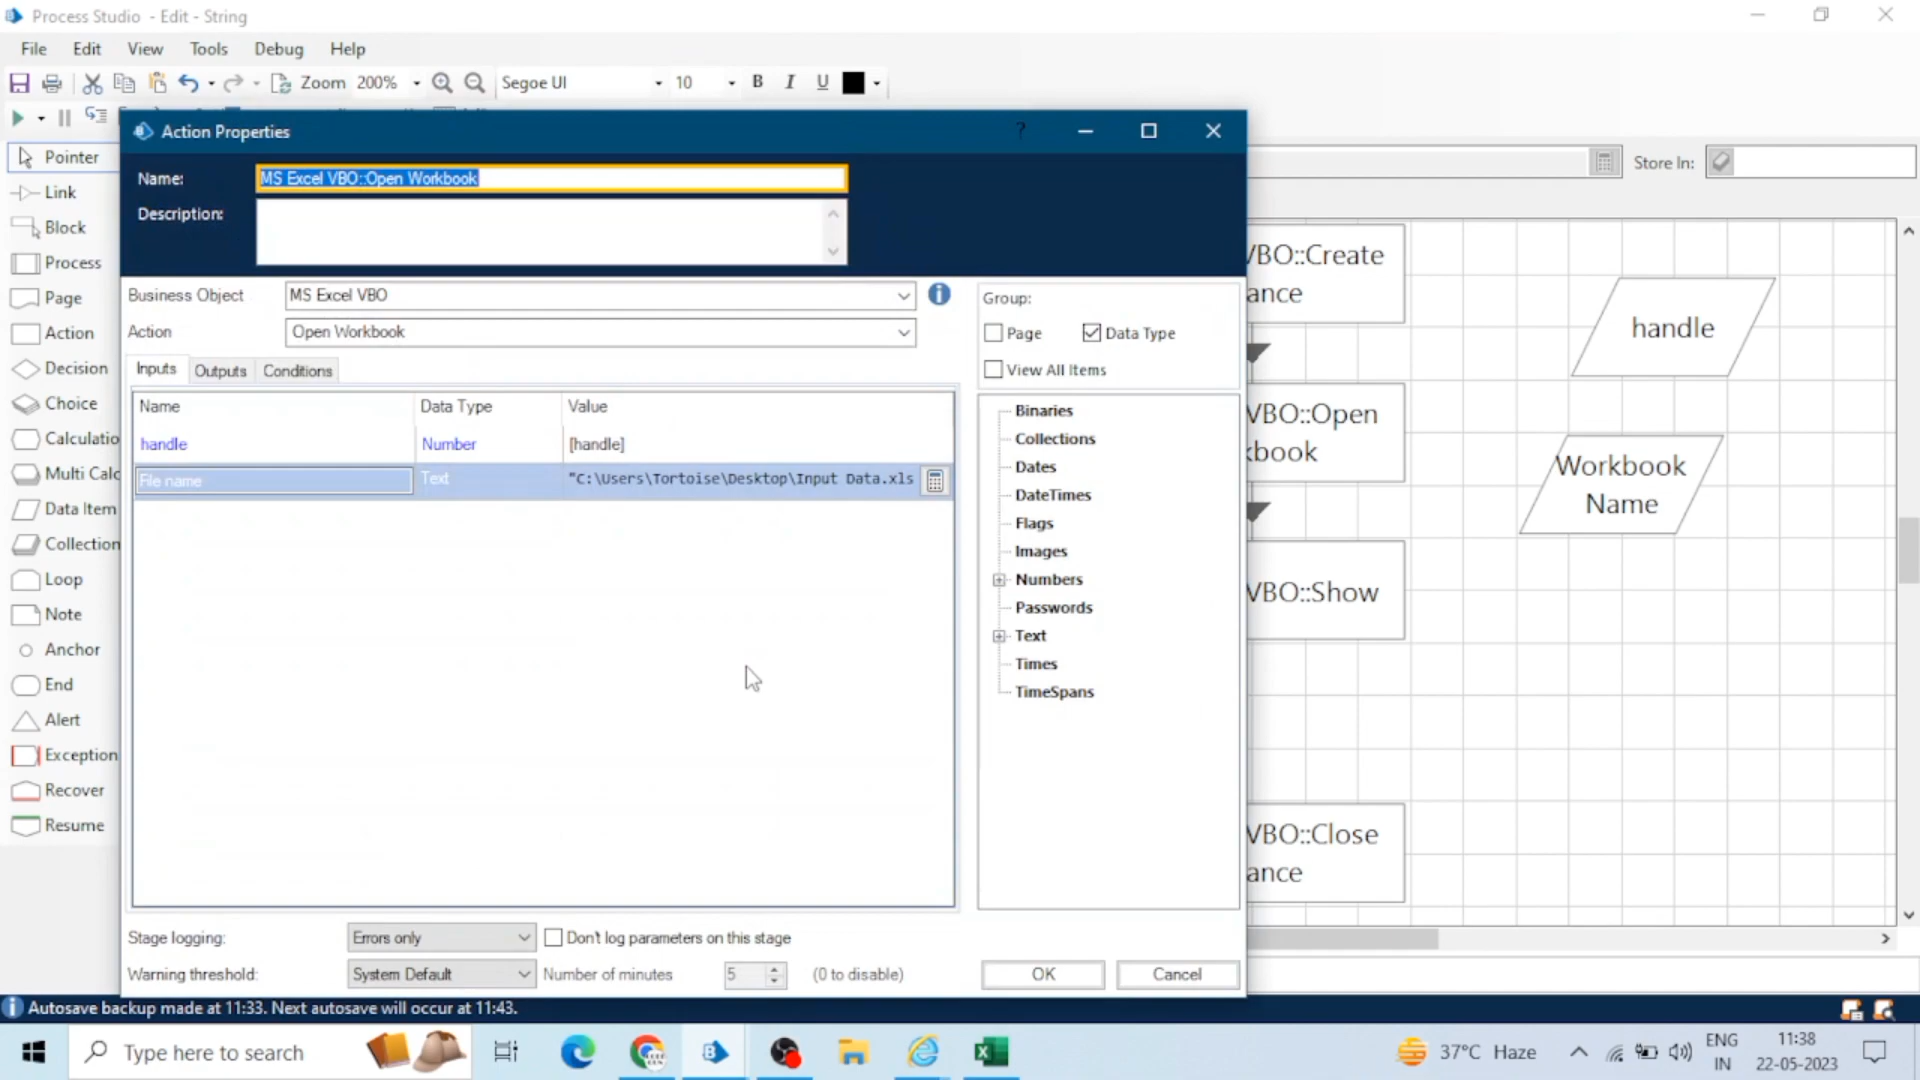 Process Studio - Edit - String
File Edit View Tools Debug Help
Zoom 200% Segoe UI 10 B I U
Action Properties ?
Name: MS Excel VBO::Open Workbook
Description:
Store In:
Pointer
Link
Block
Process
Page
Action
Decision
Choice
Calculatio
Multi Calc
Data Item
Collection
Loop
Note
Anchor
End
Alert
Exception
Recover
Resume
Business Object MS Excel VBO
Action Open Workbook
Inputs Outputs Conditions
Name Data Type Value
handle Number [handle]
File name Text "C:\Users\Tortoise\Desktop\Input Data.xls
Group:
Page Data Type
View All Items
Binaries
Collections
Dates
DateTimes
Flags
Images
Numbers
Passwords
Text
Times
TimeSpans
Stage logging: Errors only Don't log parameters on this stage
Warning threshold: System Default Number of minutes 5 (0 to disable)
OK Cancel
VBO::Create
ance
VBO::Open
kbook
VBO::Show
VBO::Close
ance
handle
Workbook
Name
Autosave backup made at 11:33. Next autosave will occur at 11:43.
Type here to search
37°C Haze
ENG
IN
11:38
22-05-2023